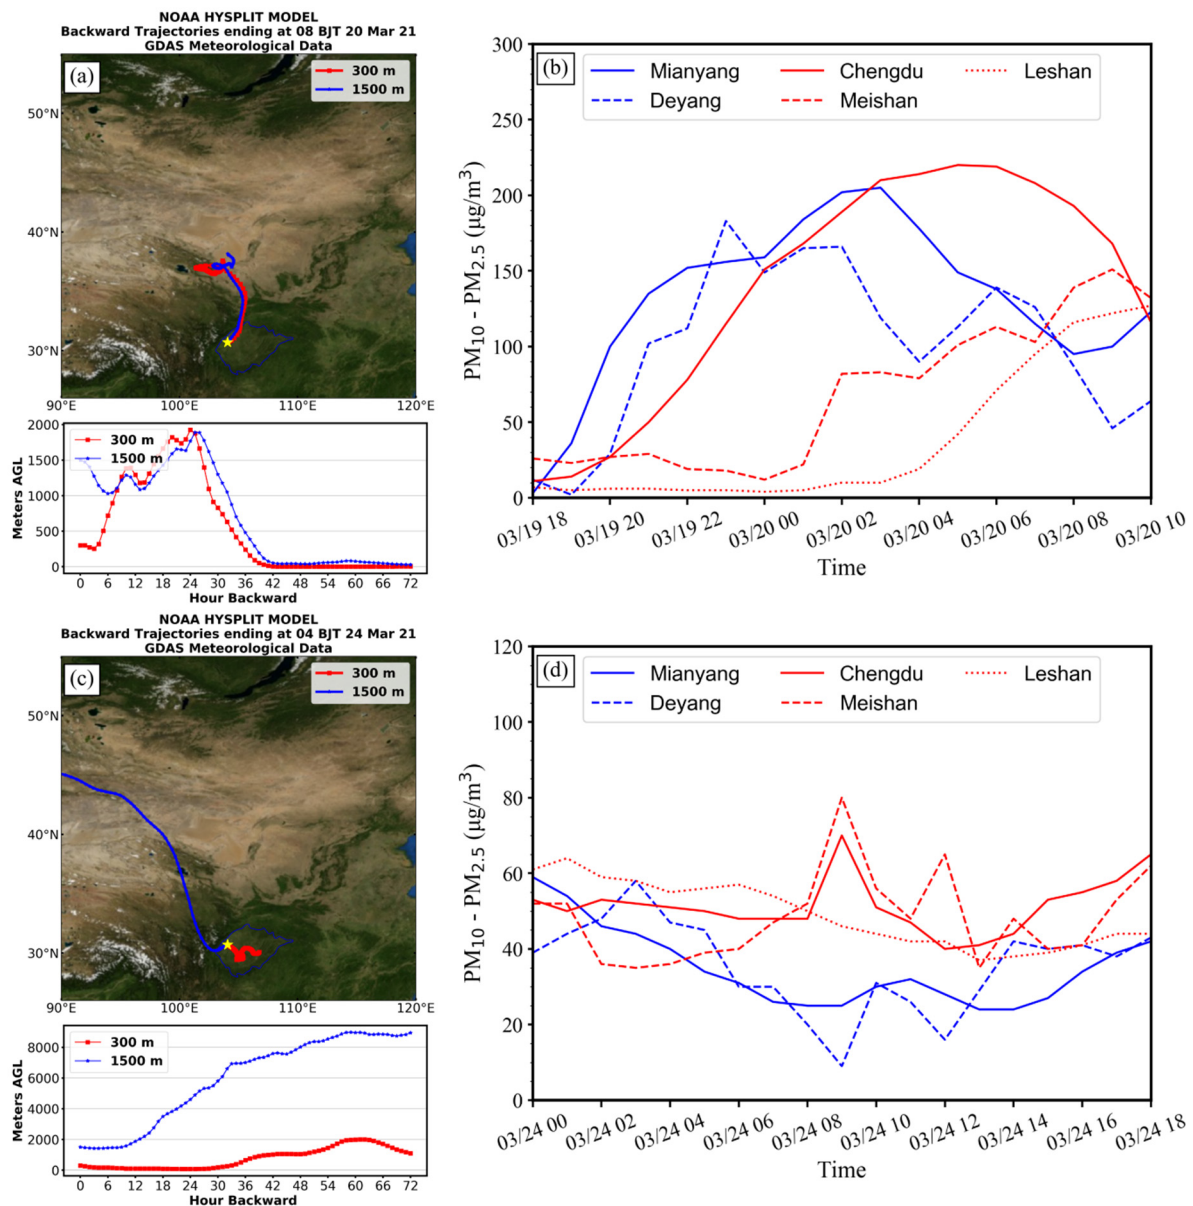 NOAA HYSPLIT MODEL
Backward Trajectories ending at 08 BJT 20 Mar 21
GDAS Meteorological Data
(a)
300 m
1500 m
50°N
40°N
30°N
90°E 100°E 110°E 120°E
2000
1500
1000
500
0
Meters AGL
300 m
1500 m
0 6 12 18 24 30 36 42 48 54 60 66 72
Hour Backward
(b)
Mianyang Chengdu Leshan
Deyang Meishan
300
250
200
150
100
50
0
PM10 - PM2.5 (μg/m3)
03/19 18 03/19 20 03/19 22 03/20 00 03/20 02 03/20 04 03/20 06 03/20 08 03/20 10
Time
NOAA HYSPLIT MODEL
Backward Trajectories ending at 04 BJT 24 Mar 21
GDAS Meteorological Data
(c)
300 m
1500 m
50°N
40°N
30°N
90°E 100°E 110°E 120°E
8000
6000
4000
2000
0
Meters AGL
300 m
1500 m
0 6 12 18 24 30 36 42 48 54 60 66 72
Hour Backward
(d)
Mianyang Chengdu Leshan
Deyang Meishan
120
100
80
60
40
20
0
PM10 - PM2.5 (μg/m3)
03/24 00 03/24 02 03/24 04 03/24 06 03/24 08 03/24 10 03/24 12 03/24 14 03/24 16 03/24 18
Time